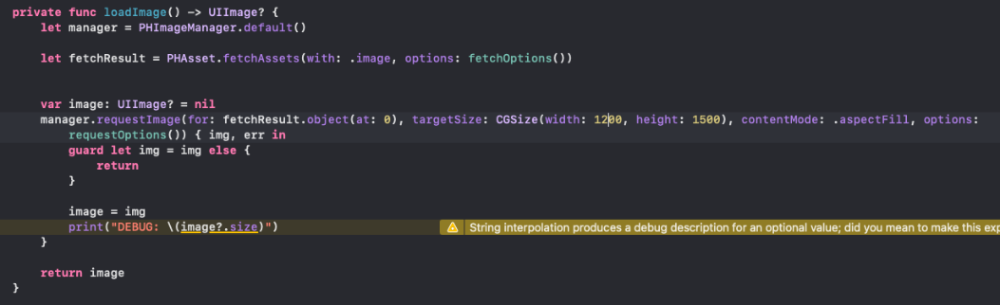 private func loadImage() -> UIImage? {
let manager = PHImageManager.default()
let fetchResult = PHAsset.fetchAssets(with: .image, options: fetchOptions())
var image: UIImage? = nil
manager.requestImage(for: fetchResult.object(at: 0), targetSize: CGSize(width: 1200, height: 1500), contentMode: .aspectFill, options:
requestOptions()) { img, err in
guard let img = img else {
return
}
image = img
print("DEBUG: \(image?.size)") String interpolation produces a debug description for an optional value; did you mean to make this exp
}
return image
}